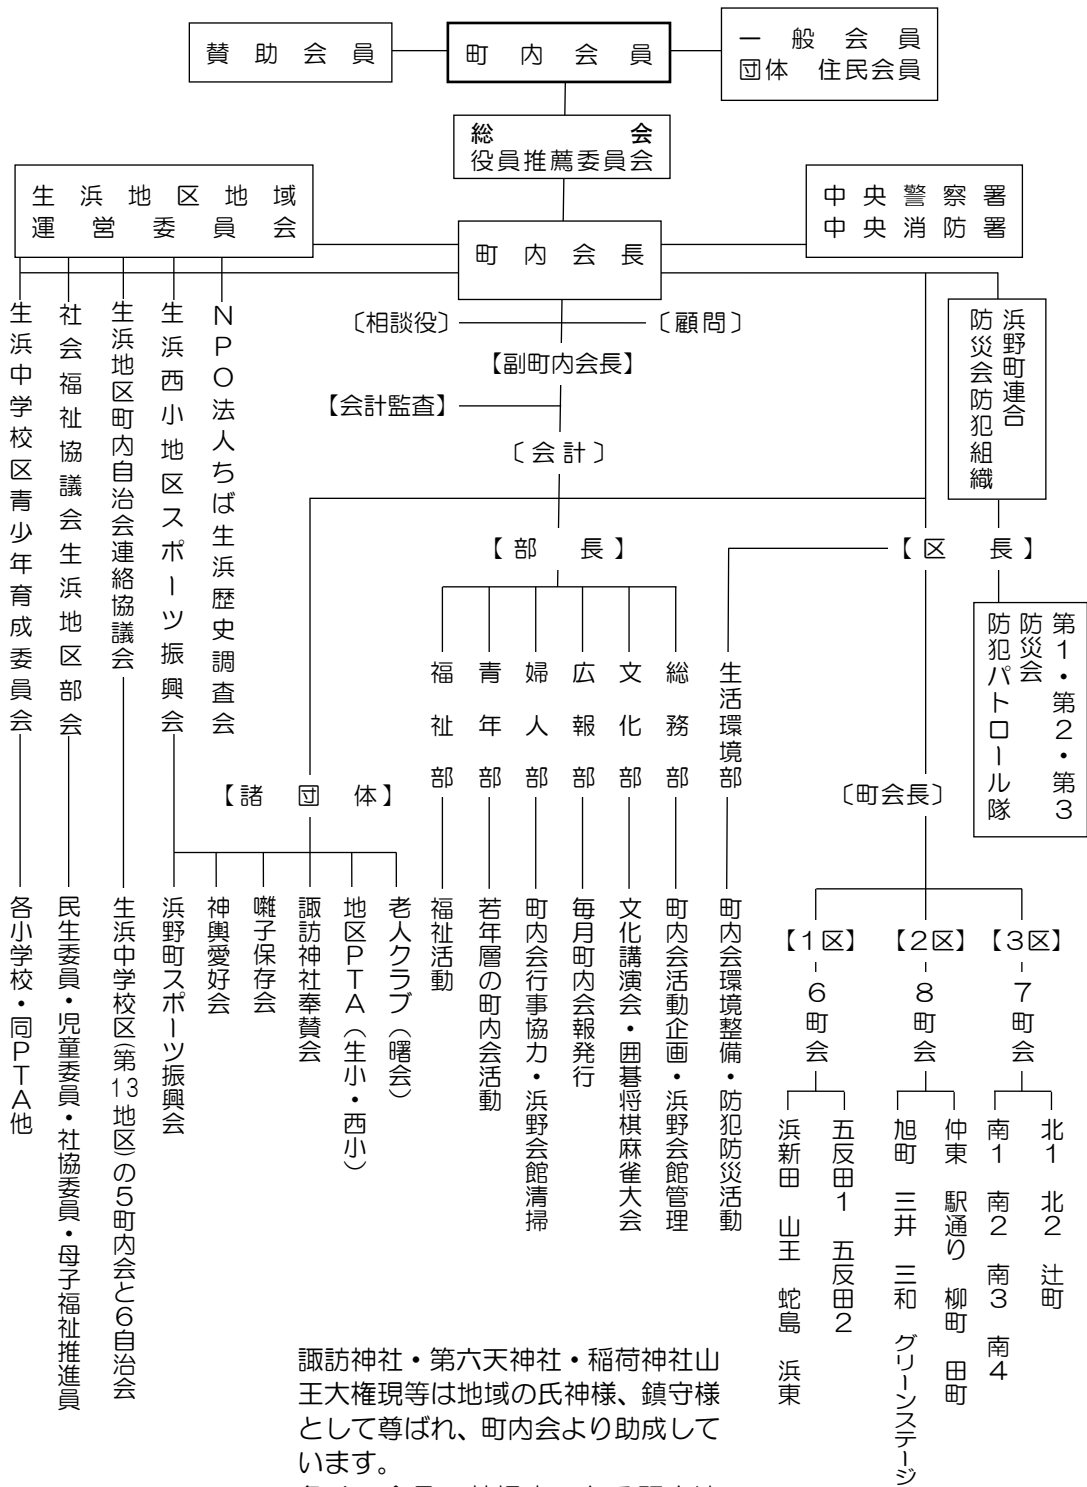 賛助会員
町内会員
一般会員
団体 住民会員
総会
役員推薦委員会
生浜地区地域
運営委員会
中央警察署
中央消防署
町内会長
〔相談役〕
〔顧問〕
【副町内会長】
【会計監査】
〔会計〕
生浜中学校区青少年育成委員会
社会福祉協議会生浜地区部会
生浜地区町内自治会連絡協議会
生浜西小地区スポーツ振興会
NPO法人ちば生浜歴史調査会
浜野町連合
防災会防犯組織
【部長】
【区長】
第1・第2・第3
防災会
防犯パトロール隊
福祉部
青年部
婦人部
広報部
文化部
総務部
生活環境部
【諸団体】
〔町会長〕
各小学校・同PTA他
民生委員・児童委員・社協委員・母子福祉推進員
生浜中学校区(第13地区)の5町内会と6自治会
浜野町スポーツ振興会
神輿愛好会
囃子保存会
諏訪神社奉賛会
地区PTA(生小・西小)
老人クラブ(曙会)
福祉活動
若年層の町内会活動
町内会行事協力・浜野会館清掃
毎月町内会報発行
文化講演会・囲碁将棋麻雀大会
町内会活動企画・浜野会館管理
町内会環境整備・防犯防災活動
【1区】
【2区】
【3区】
6町会
8町会
7町会
五反田1 五反田2
浜新田 山王 蛇島 浜東
仲東 駅通り 柳町 田町
旭町 三井 三和 グリーンステージ
北1 北2 辻町
南1 南2 南3 南4
諏訪神社・第六天神社・稲荷神社山
王大権現等は地域の氏神様、鎮守様
として尊ばれ、町内会より助成して
います。